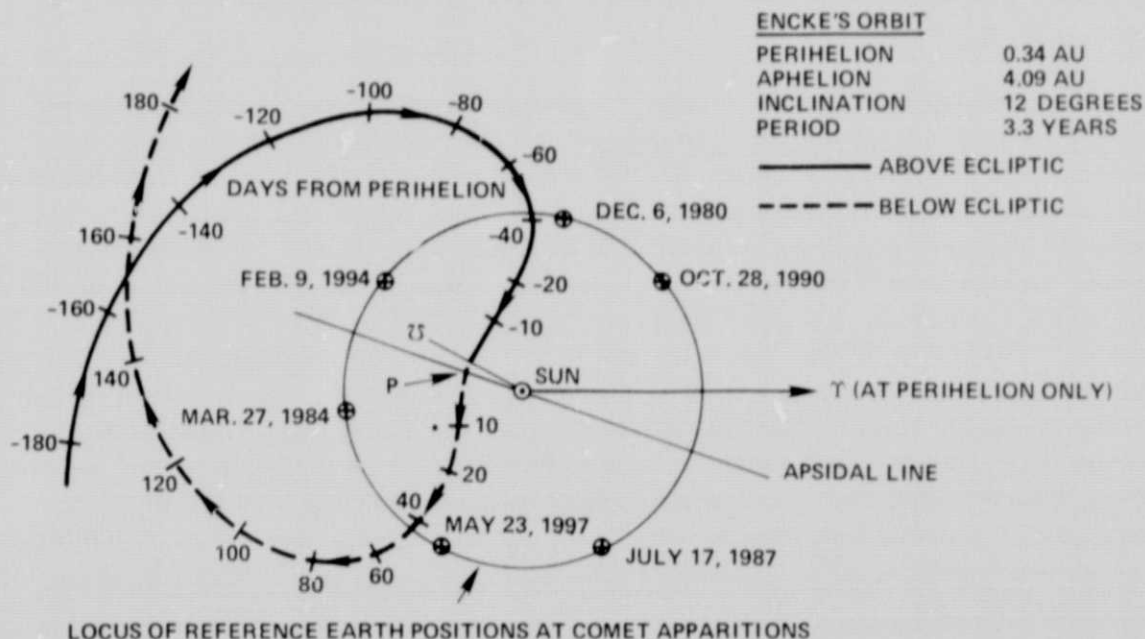 ENCKE'S ORBIT
PERIHELION 0.34 AU
APHELION 4.09 AU
INCLINATION 12 DEGREES
PERIOD 3.3 YEARS
ABOVE ECLIPTIC
BELOW ECLIPTIC
180
-120
-100
-80
-60
DAYS FROM PERIHELION
-140
160
-40
DEC. 6, 1980
FEB. 9, 1994
-20
OCT. 28, 1990
-160
-10
☋
140
P
SUN
♈ (AT PERIHELION ONLY)
MAR. 27, 1984
10
-180
APSIDAL LINE
120
20
40
MAY 23, 1997
100
80
60
JULY 17, 1987
LOCUS OF REFERENCE EARTH POSITIONS AT COMET APPARITIONS